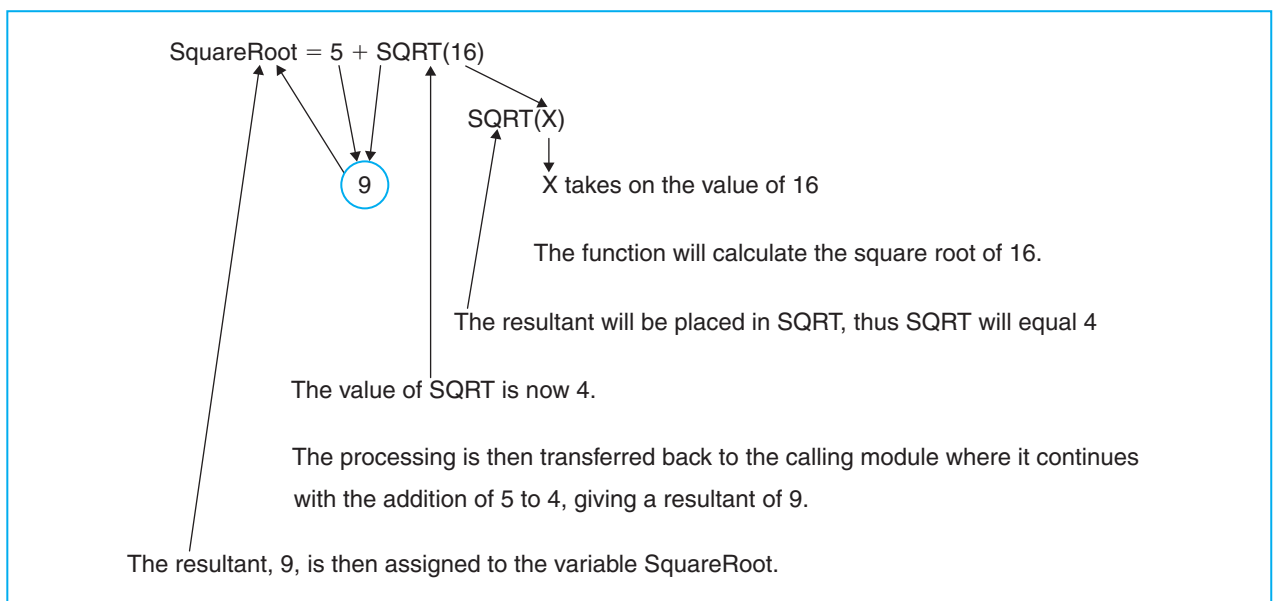 SquareRoot = 5 + SQRT(16)
SQRT(X)
9
X takes on the value of 16
The function will calculate the square root of 16.
The resultant will be placed in SQRT, thus SQRT will equal 4
The value of SQRT is now 4.
The processing is then transferred back to the calling module where it continues
with the addition of 5 to 4, giving a resultant of 9.
The resultant, 9, is then assigned to the variable SquareRoot.